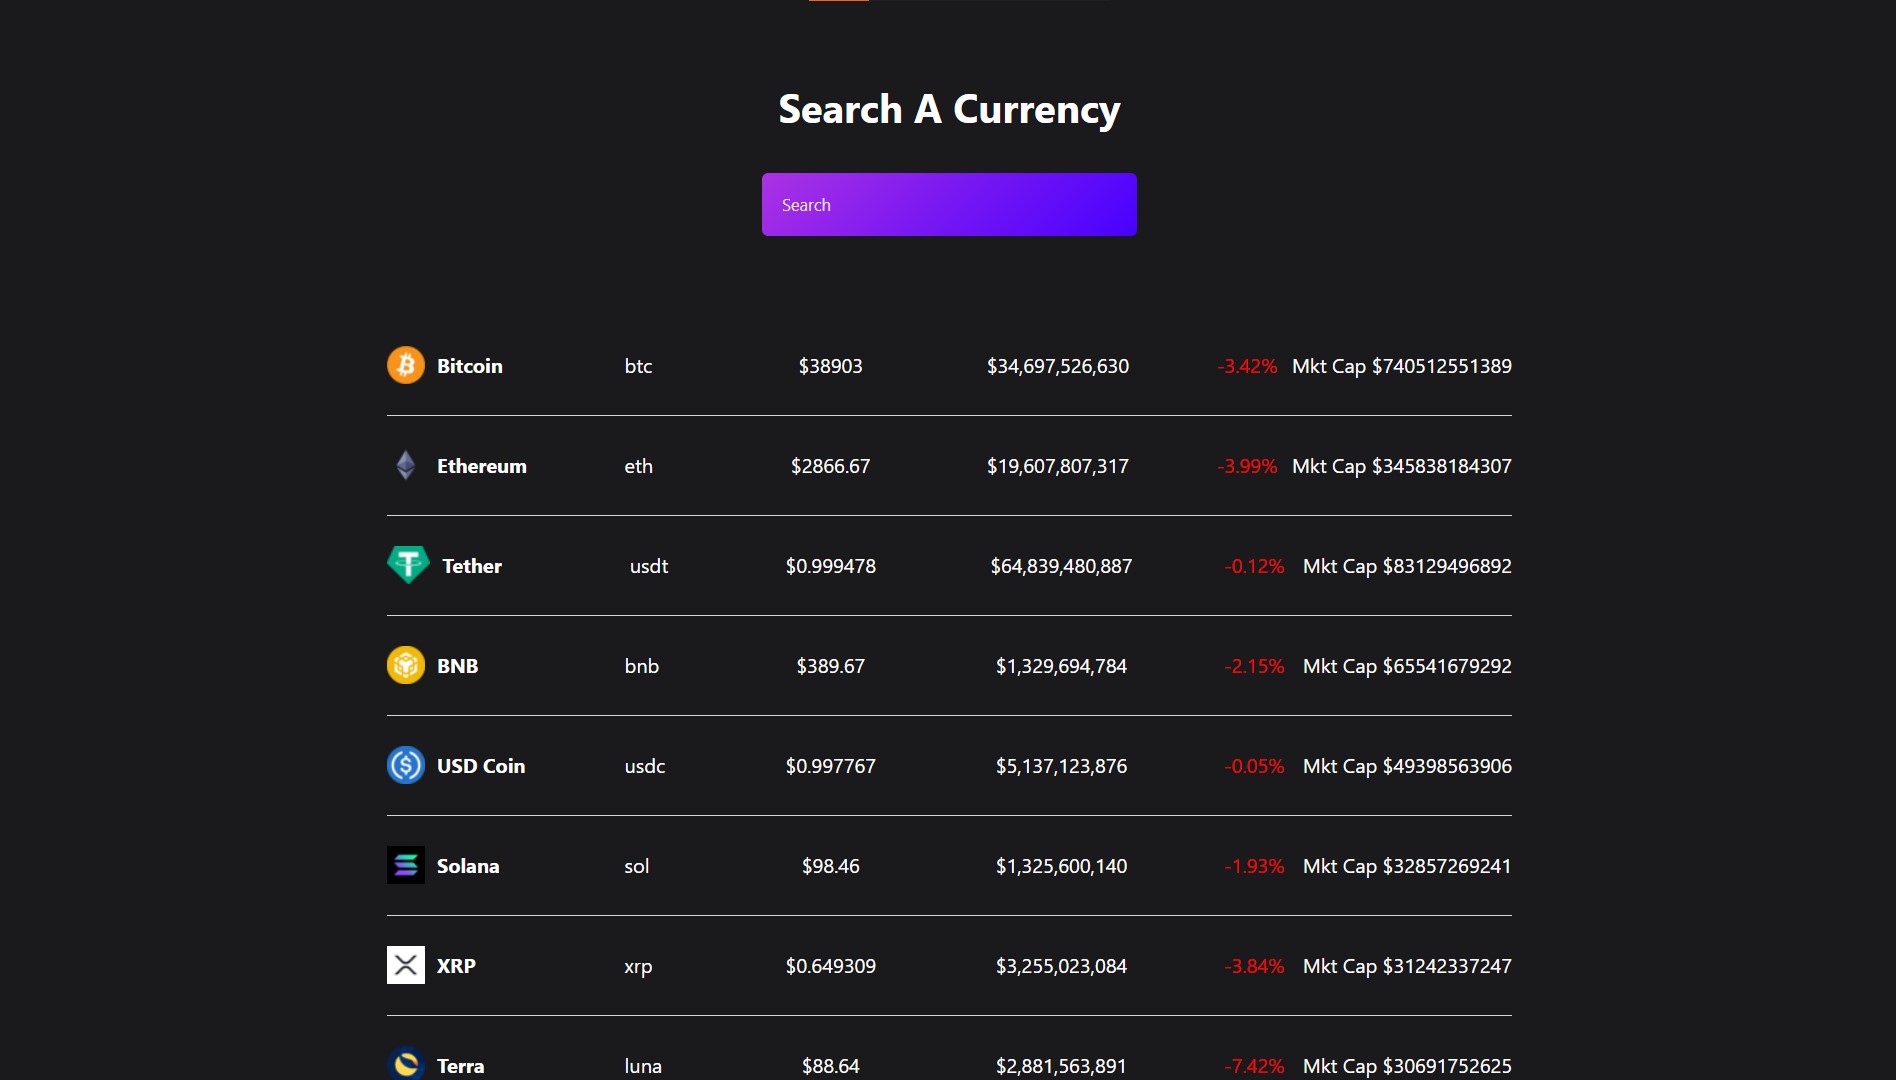 Search A Currency
Search
Bitcoin btc $38903 $34,697,526,630 -3.42% Mkt Cap $740512551389
Ethereum eth $2866.67 $19,607,807,317 -3.99% Mkt Cap $345838184307
Tether usdt $0.999478 $64,839,480,887 -0.12% Mkt Cap $83129496892
BNB bnb $389.67 $1,329,694,784 -2.15% Mkt Cap $65541679292
USD Coin usdc $0.997767 $5,137,123,876 -0.05% Mkt Cap $49398563906
Solana sol $98.46 $1,325,600,140 -1.93% Mkt Cap $32857269241
XRP xrp $0.649309 $3,255,023,084 -3.84% Mkt Cap $31242337247
Terra luna $88.64 $2,881,563,891 -7.42% Mkt Cap $30691752625